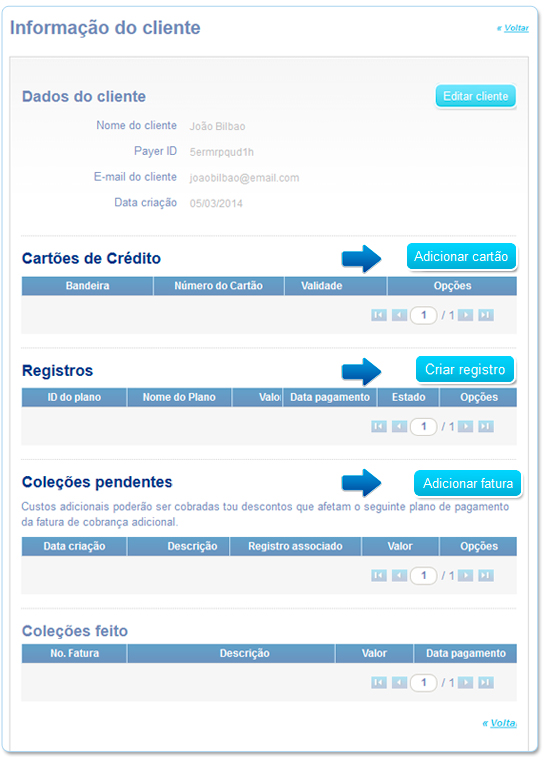 Informação do cliente
« Voltar
Dados do cliente
Editar cliente
Nome do cliente João Bilbao
Payer ID 5ermrpqud1h
E-mail do cliente joaobilbao@email.com
Data criação 05/03/2014
Cartões de Crédito
Adicionar cartão
Bandeira Número do Cartão Validade Opções
1 / 1
Registros
Criar registro
ID do plano Nome do Plano Valo Data pagamento Estado Opções
1 / 1
Coleções pendentes
Adicionar fatura
Custos adicionais poderão ser cobradas tou descontos que afetam o seguinte plano de pagamento
da fatura de cobrança adicional.
Data criação Descrição Registro associado Valor Opções
1 / 1
Coleções feito
No. Fatura Descrição Valor Data pagamento
1 / 1
« Volta.